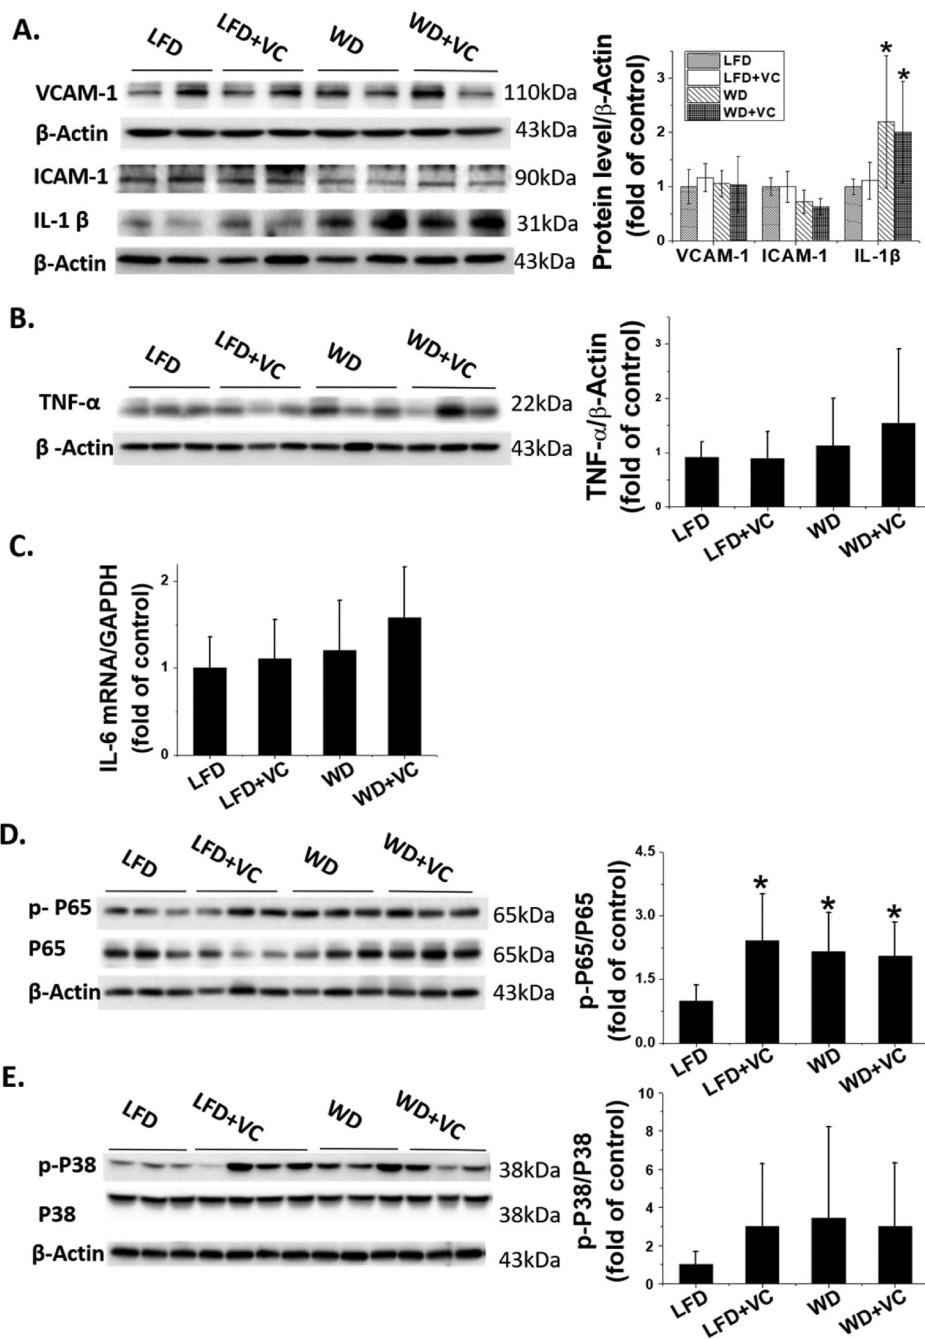 A.
LFD LFD+VC WD WD+VC
VCAM-1 110kDa
β-Actin 43kDa
ICAM-1 90kDa
IL-1 β 31kDa
β-Actin 43kDa
Protein level/β-Actin
(fold of control)
3
2
1
0
LFD
LFD+VC
WD
WD+VC
* *
VCAM-1 ICAM-1 IL-1β
B.
LFD LFD+VC WD WD+VC
TNF-α 22kDa
β -Actin 43kDa
TNF-α/β-Actin
(fold of control)
3
2
1
0
LFD LFD+VC WD WD+VC
C.
IL-6 mRNA/GAPDH
(fold of control)
2
1
0
LFD LFD+VC WD WD+VC
D.
LFD LFD+VC WD WD+VC
p- P65 65kDa
P65 65kDa
β-Actin 43kDa
p-P65/P65
(fold of control)
4.5
3.0
1.5
0.0
* * *
LFD LFD+VC WD WD+VC
E.
LFD LFD+VC WD WD+VC
p-P38 38kDa
P38 38kDa
β-Actin 43kDa
p-P38/P38
(fold of control)
10
8
6
4
2
0
LFD LFD+VC WD WD+VC